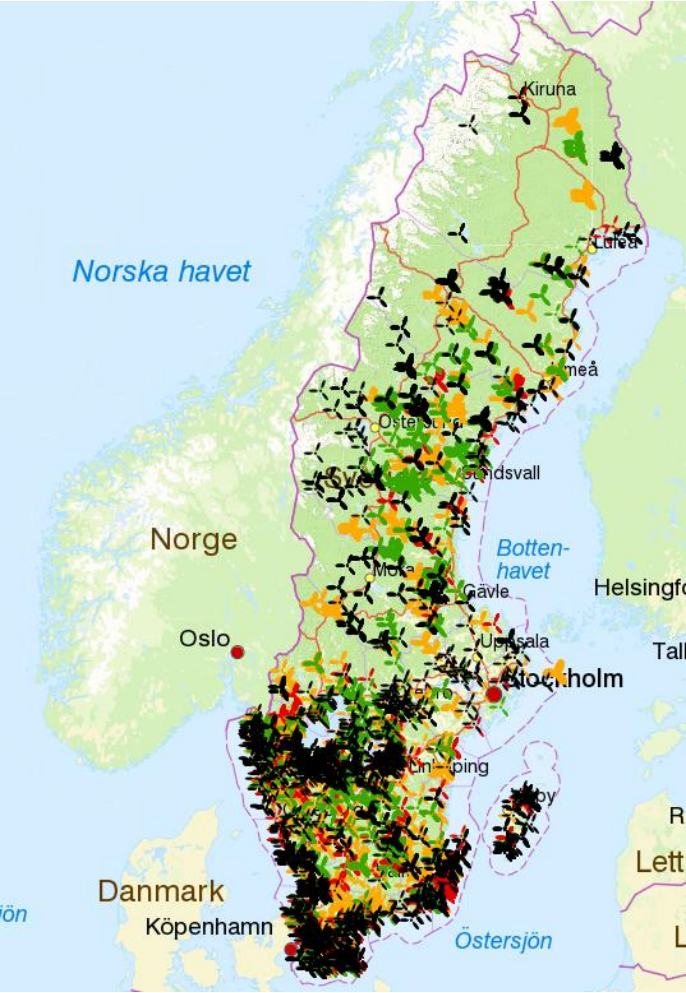 Kiruna
Luleå
Norska havet
Norge
Sundsvall
Botten-
havet
Mora
Gävle
Helsingfo
Oslo
Uppsala
Tall
Stockholm
R
Lett
Danmark
jön
Köpenhamn
Östersjön
L